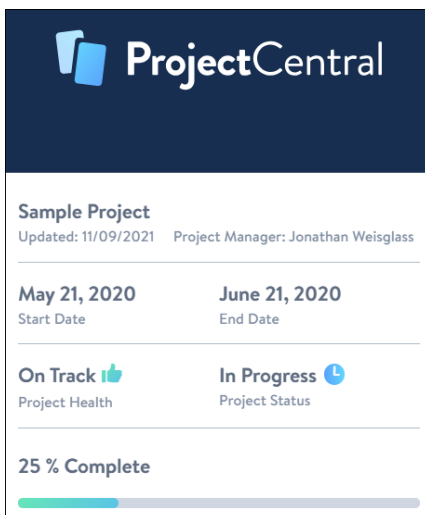 ProjectCentral
Sample Project
Updated: 11/09/2021 Project Manager: Jonathan Weisglass
May 21, 2020 June 21, 2020
Start Date End Date
On Track In Progress
Project Health Project Status
25 % Complete